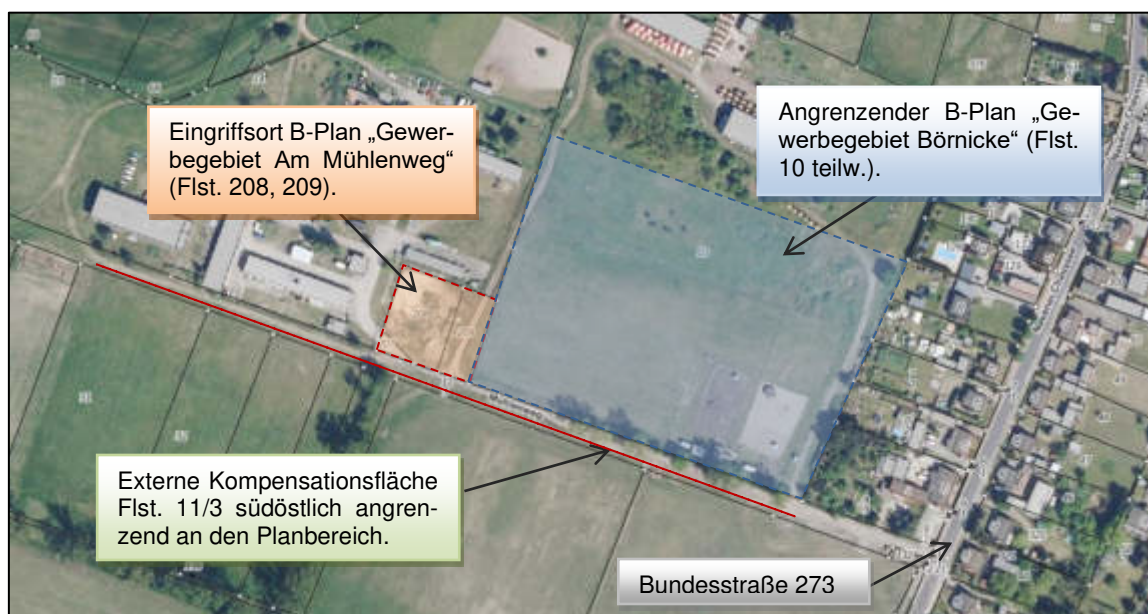 Eingriffsort B-Plan „Gewer-
begebiet Am Mühlenweg“
(Flst. 208, 209).
Angrenzender B-Plan „Ge-
werbegebiet Börnicke“ (Flst.
10 teilw.).
Externe Kompensationsfläche
Flst. 11/3 südöstlich angren-
zend an den Planbereich.
Bundesstraße 273